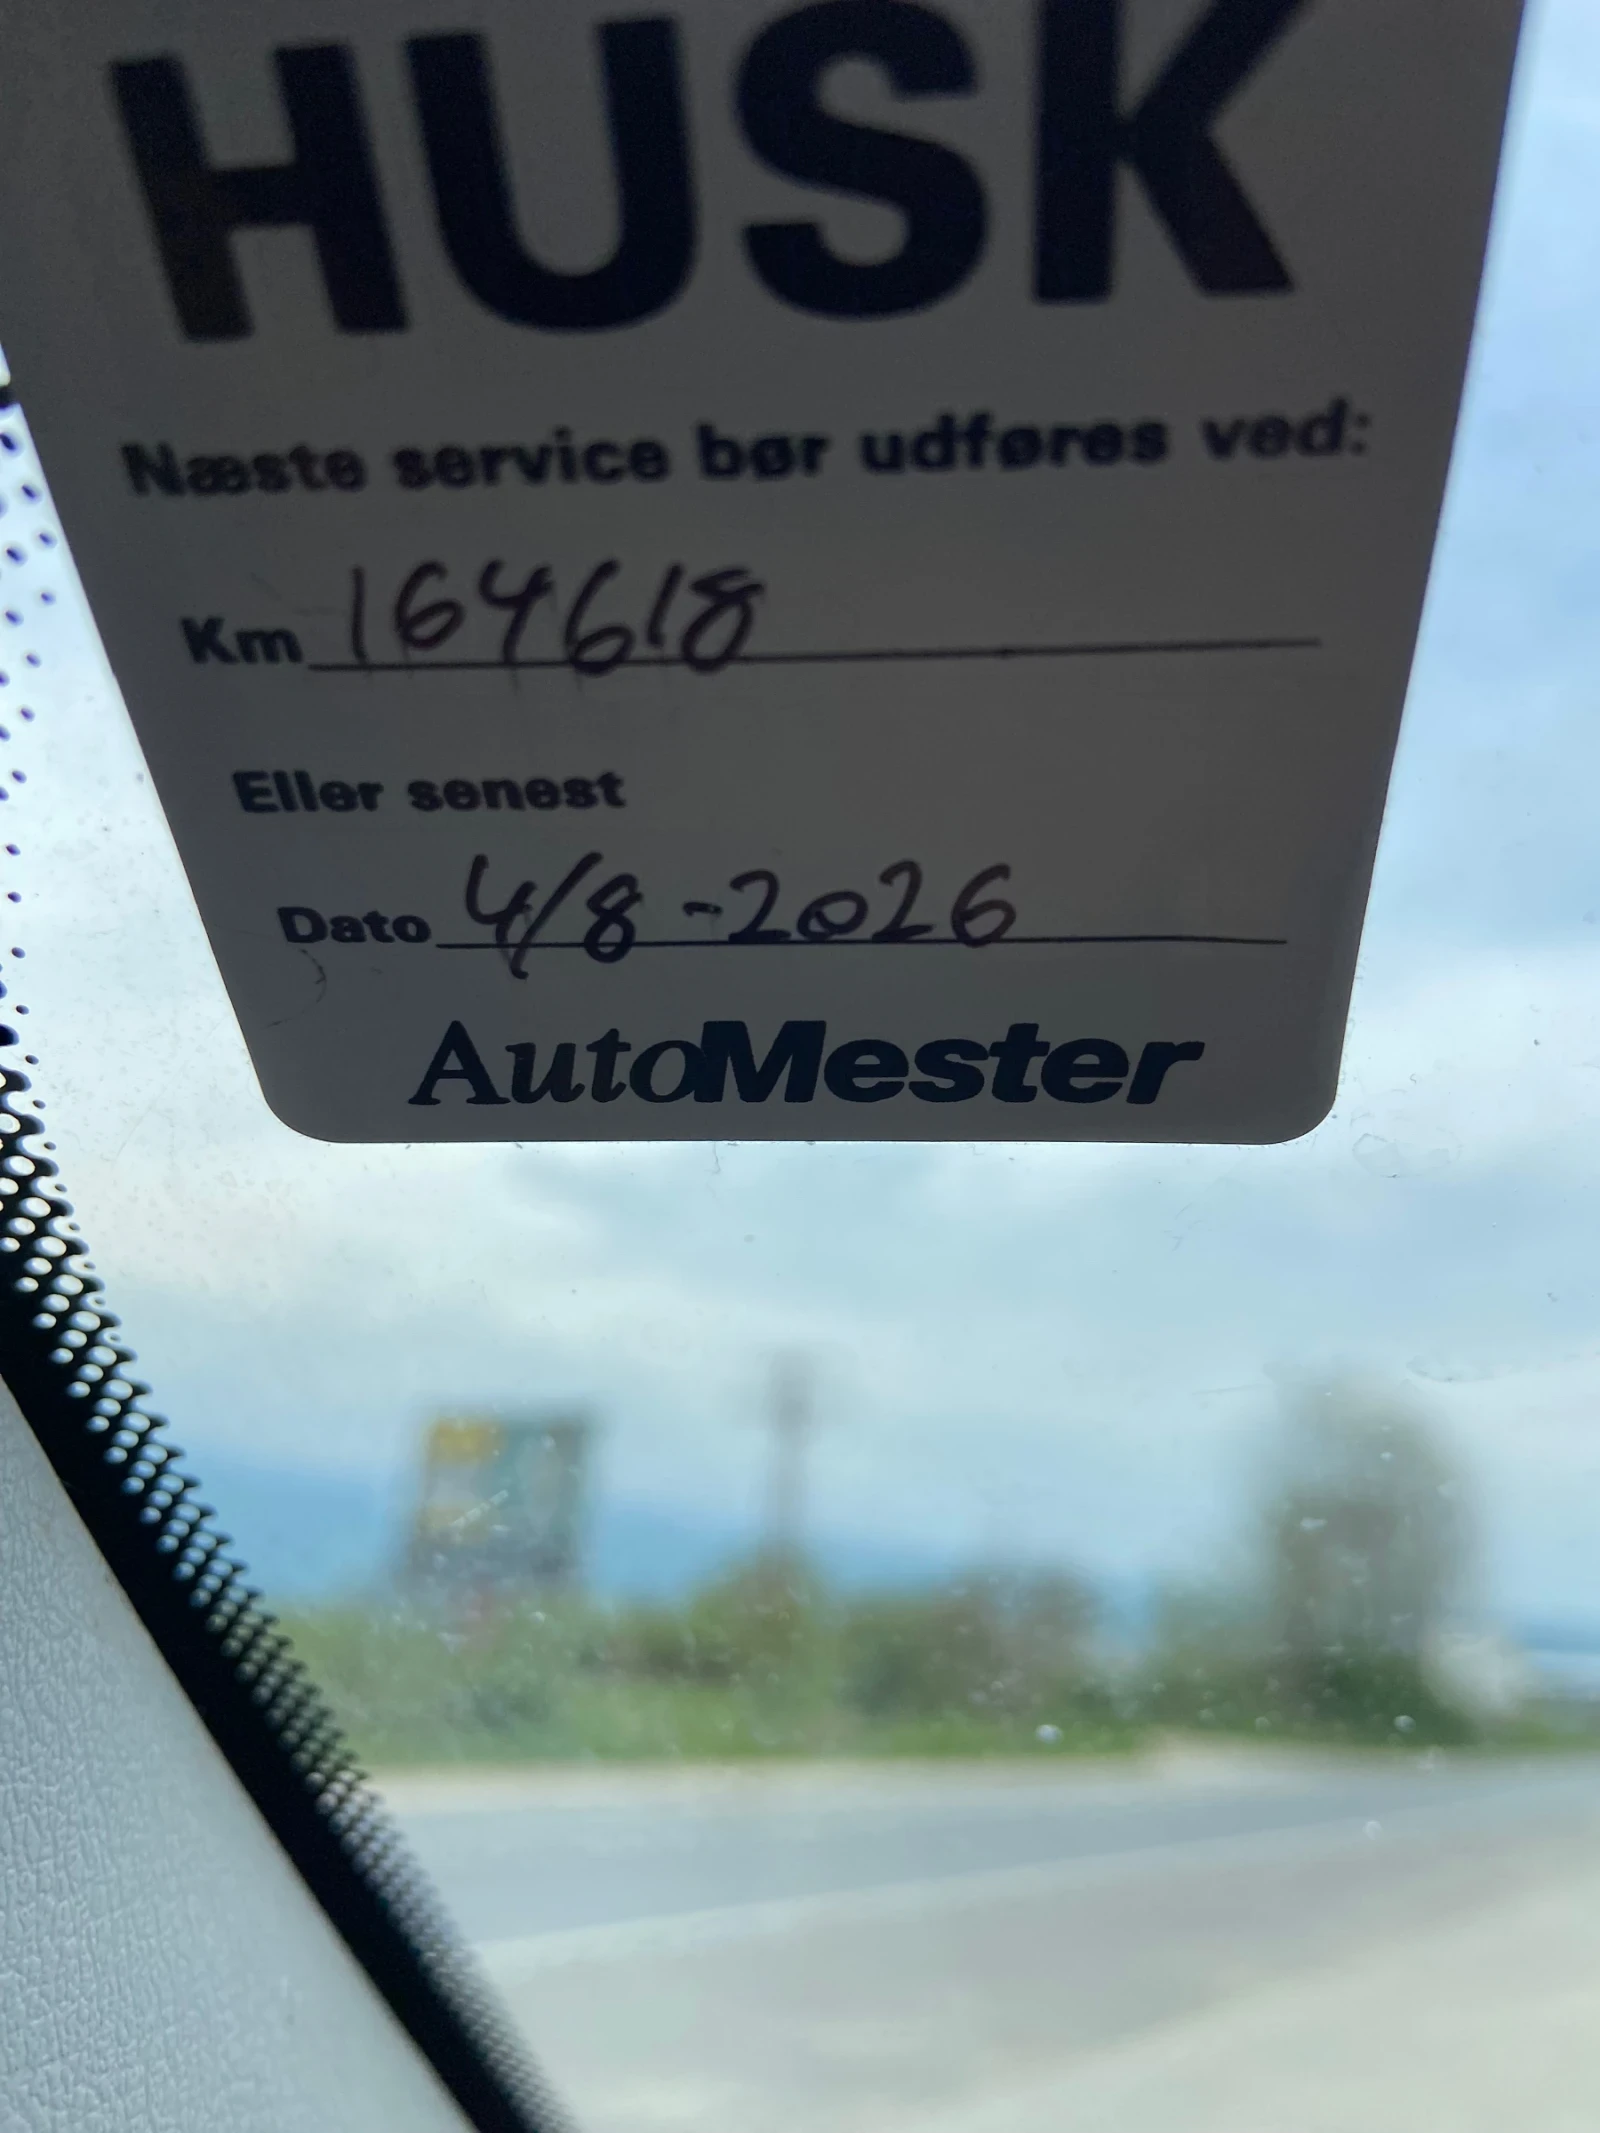 HUSK
Næste service bør udføres ved:
Km 164618
Eller senest
Dato 4/8-2026
AutoMester